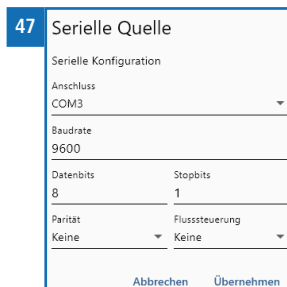 47
Serielle Quelle
Serielle Konfiguration
Anschluss
COM3
Baudrate
9600
Datenbits Stopbits
8 1
Parität Flusssteuerung
Keine Keine
Abbrechen Übernehmen